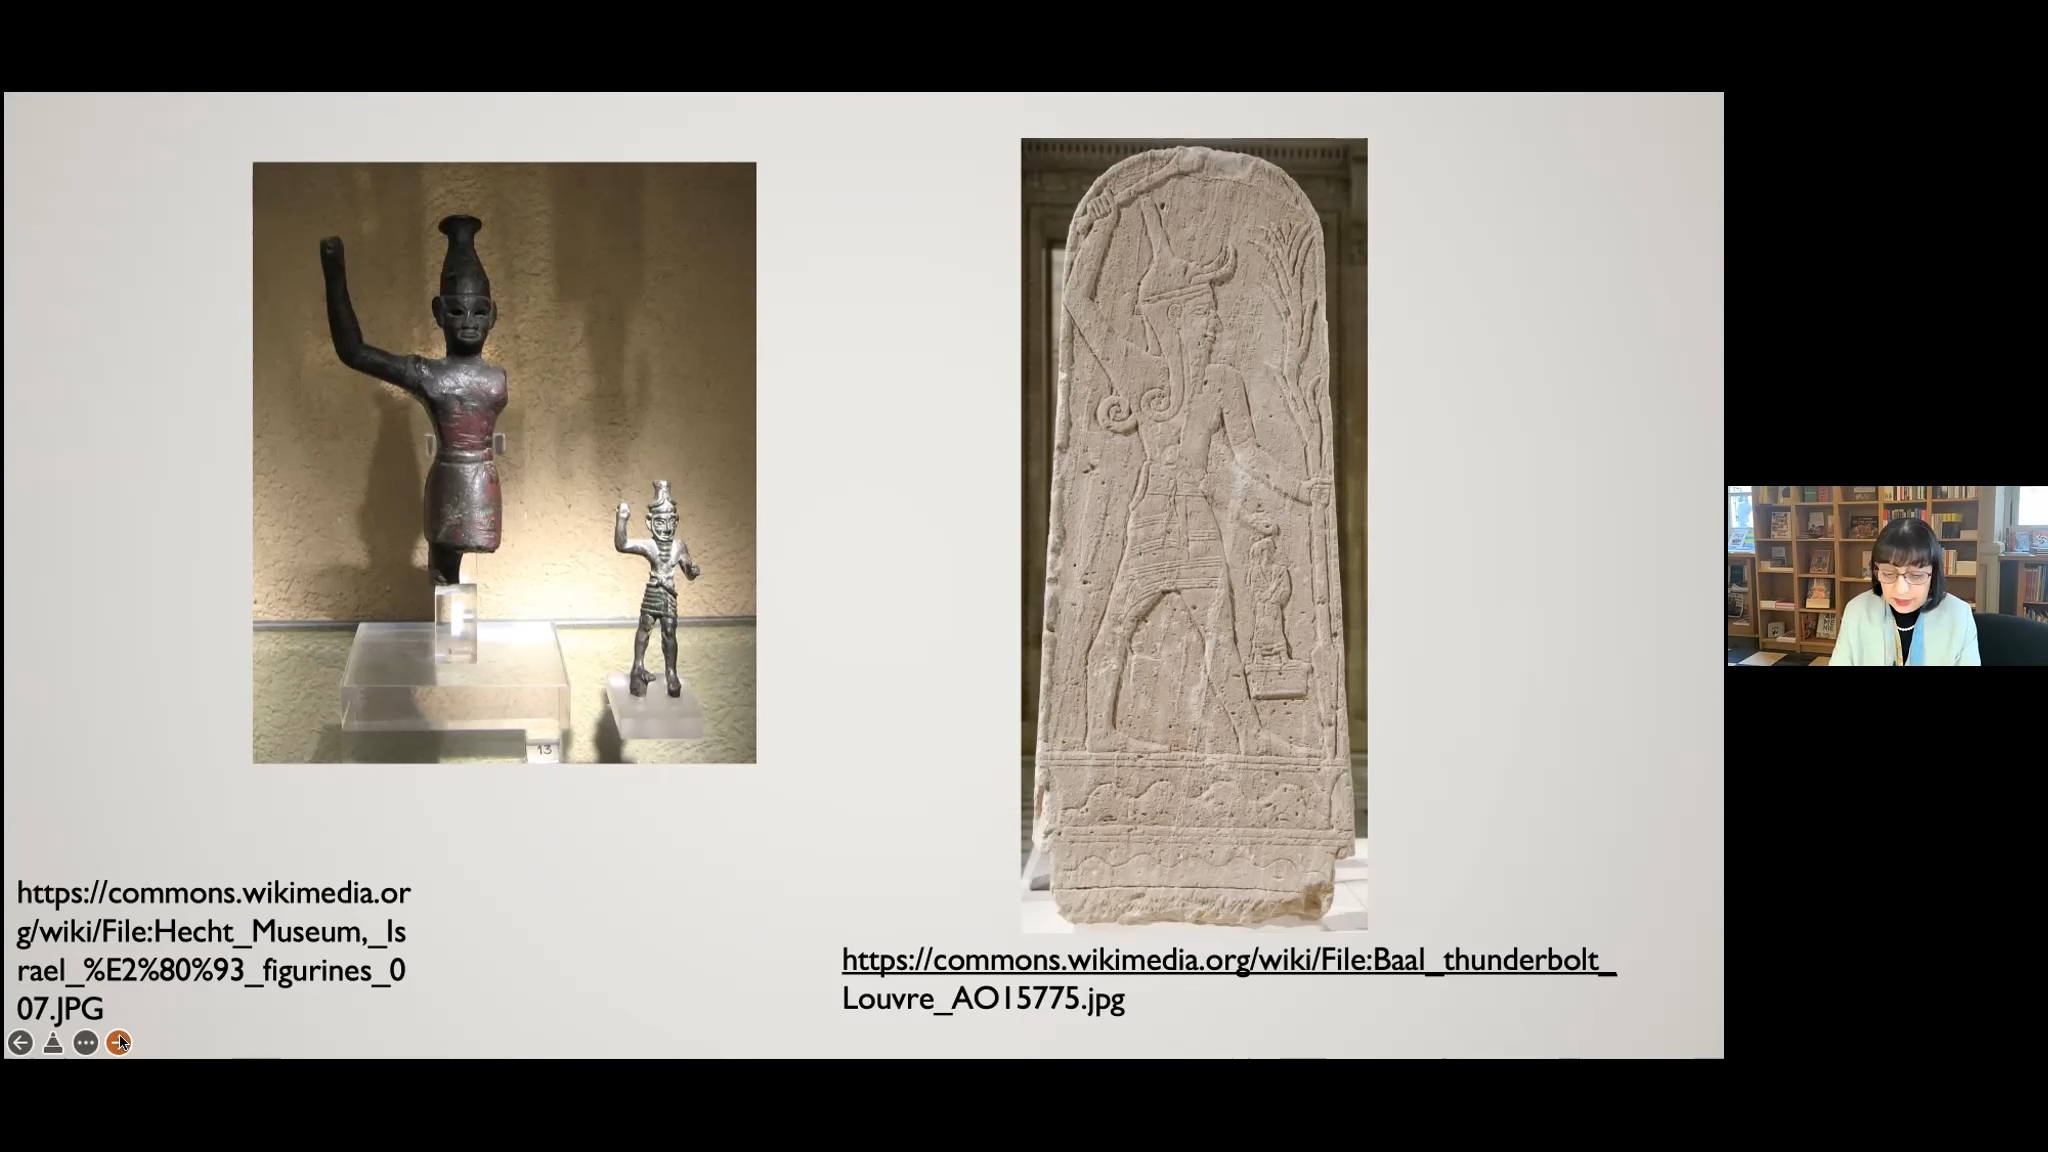 13
https://commons.wikimedia.or
g/wiki/File:Hecht_Museum,_Is
rael_%E2%80%93_figurines_0
07.JPG
https://commons.wikimedia.org/wiki/File:Baal_thunderbolt_
Louvre_AO15775.jpg